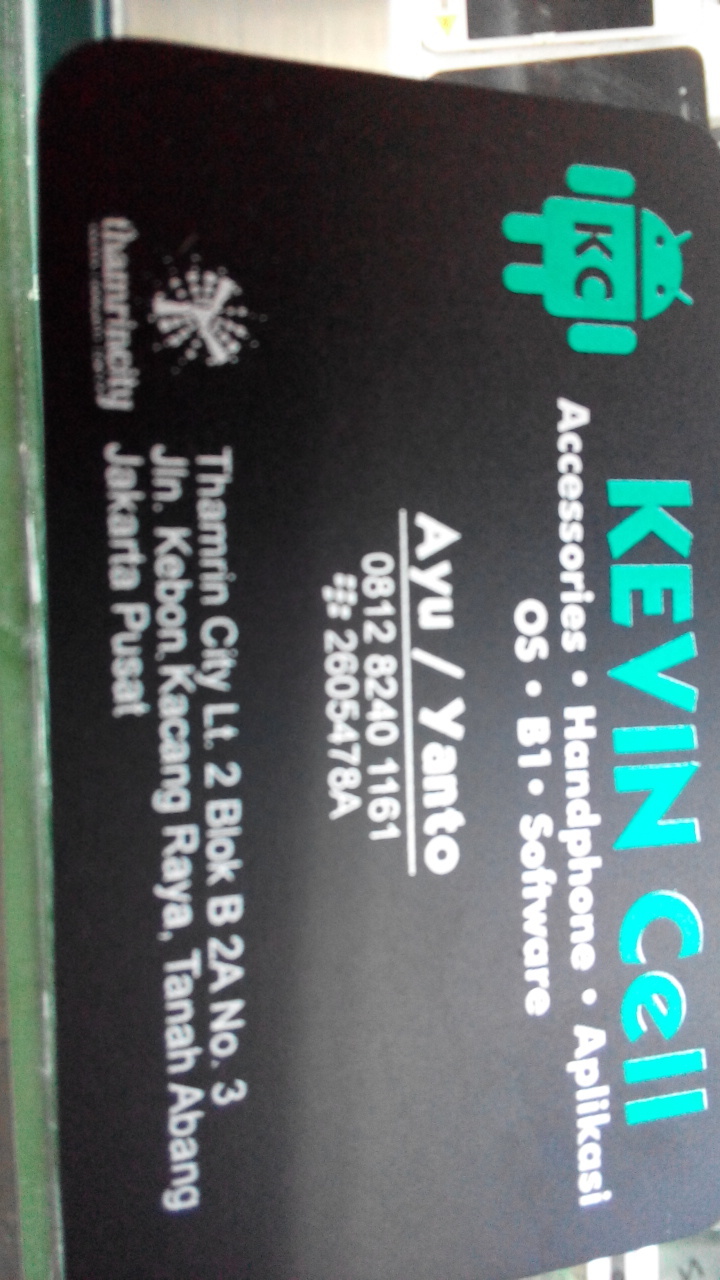 KC
KEVIN Cell
Accessories • Handphone • Aplikasi
OS • B1 • Software
Ayu / Yanto
0812 8240 1161
2605478A
thamrincity
Thamrin City Lt. 2 Blok B 2A No. 3
Jln. Kebon Kacang Raya, Tanah Abang
Jakarta Pusat